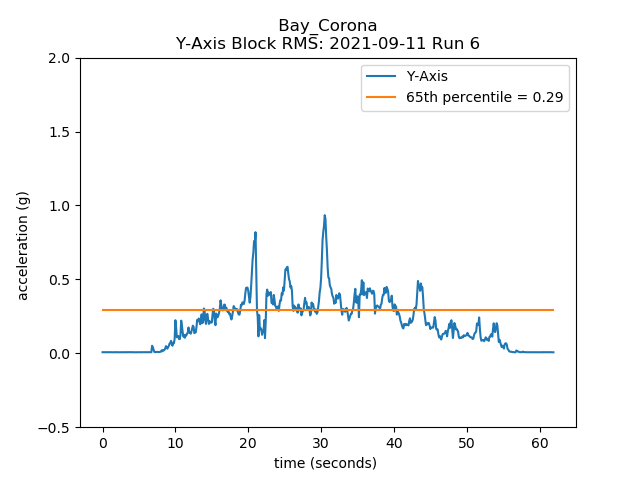 Bay_Corona
Y-Axis Block RMS: 2021-09-11 Run 6
2.0
1.5
1.0
0.5
0.0
−0.5
acceleration (g)
Y-Axis
65th percentile = 0.29
0 10 20 30 40 50 60
time (seconds)